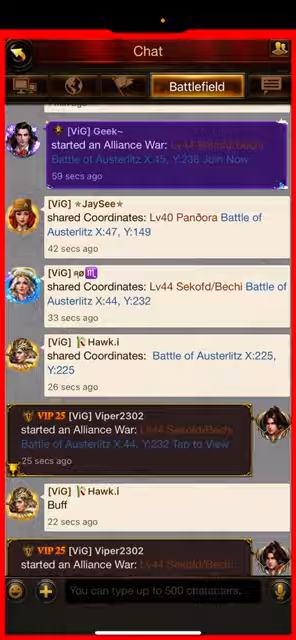 Chat
Battlefield
[ViG] Geek~
started an Alliance War: Lv44 Sekofd/Bechi
Battle of Austerlitz X:45, Y:238 Join Now
59 secs ago
[ViG] ★JaySee★
shared Coordinates: Lv40 Panðora Battle of
Austerlitz X:47, Y:149
42 secs ago
[ViG]
shared Coordinates: Lv44 Sekofd/Bechi Battle of
Austerlitz X:44, Y:232
33 secs ago
[ViG] Hawk.i
shared Coordinates: Battle of Austerlitz X:225,
Y:225
26 secs ago
VIP 25 [ViG] Viper2302
started an Alliance War: Lv44 Sekofd/Bechi
Battle of Austerlitz X:44, Y:232 Tap to View
25 secs ago
[ViG] Hawk.i
Buff
22 secs ago
VIP 25 [ViG] Viper2302
started an Alliance War: Lv44 Sekofd/Bechi
You can type up to 500 characters.